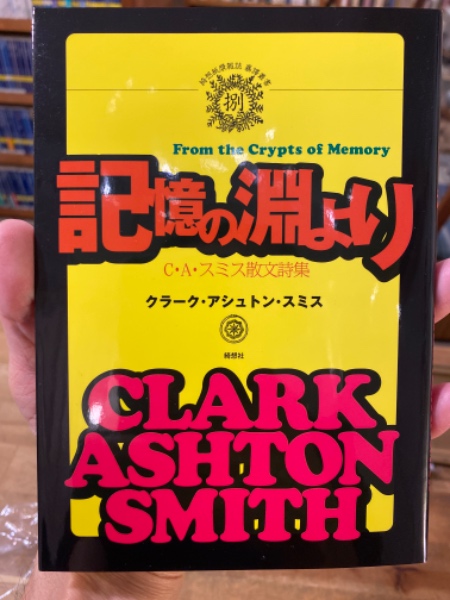 捌
From the Crypts of Memory
記憶の淵より
C・A・スミス散文詩集
クラーク・アシュトン・スミス
CLARK
ASHTON
SMITH